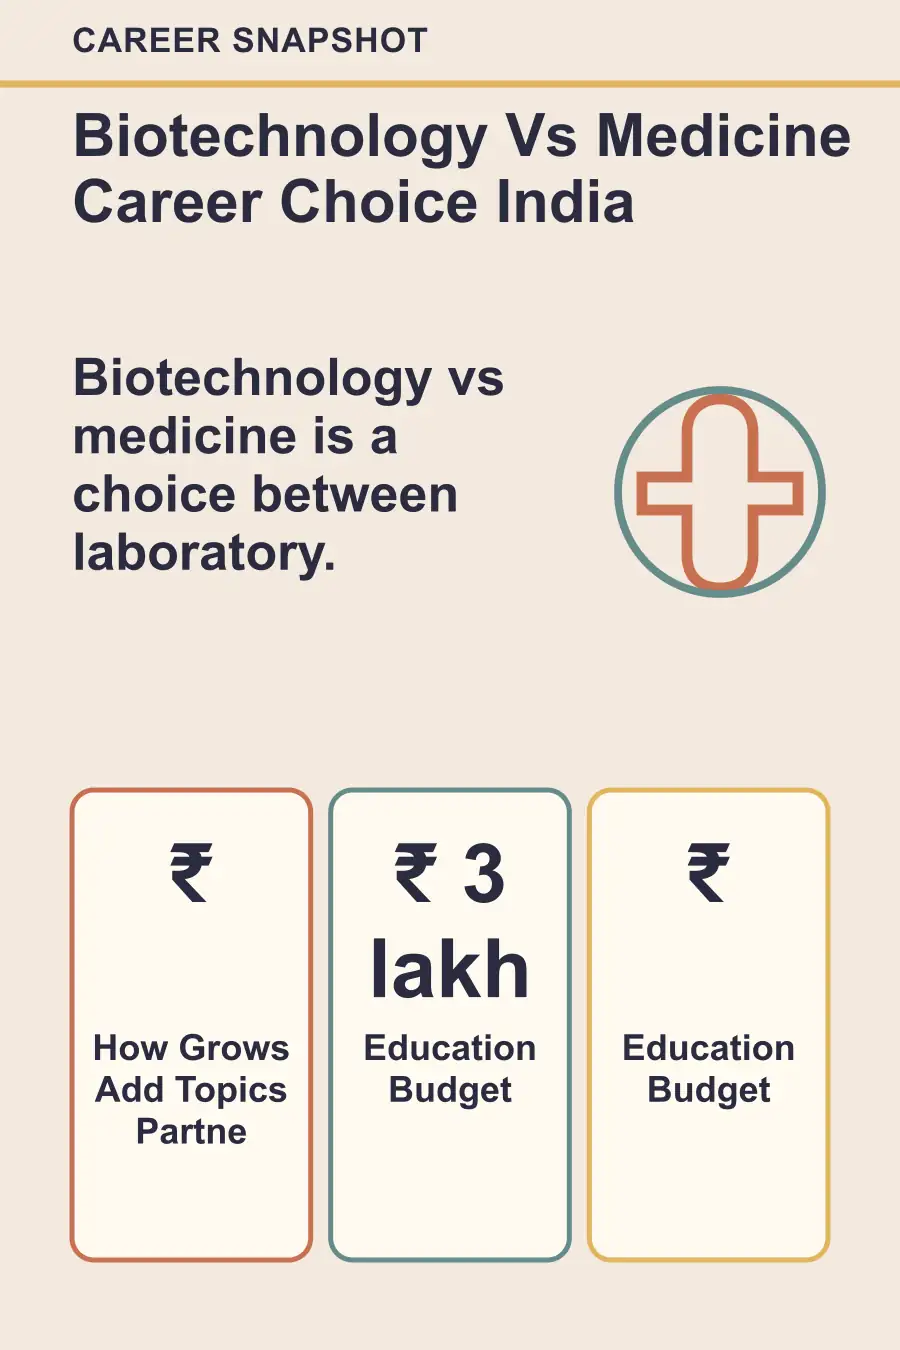 CAREER SNAPSHOT
Biotechnology Vs Medicine
Career Choice India
Biotechnology vs
medicine is a
choice between
laboratory.
₹
How Grows
Add Topics
Partne
₹ 3
lakh
Education
Budget
₹
Education
Budget